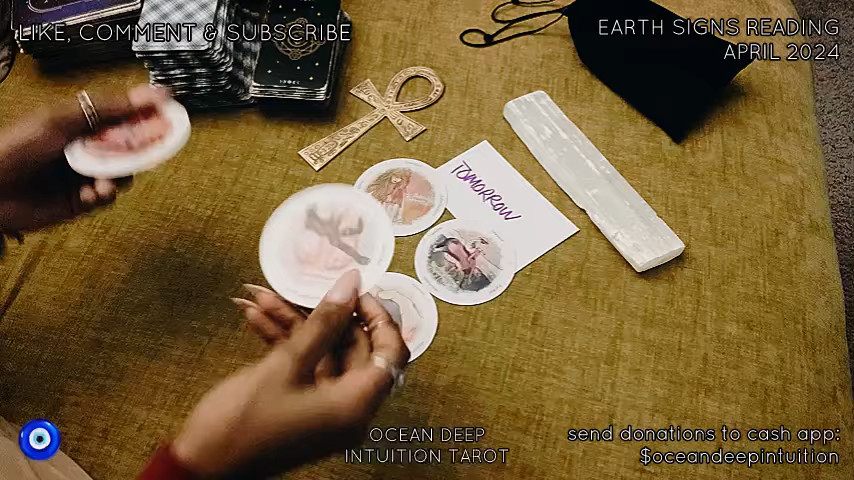 LIKE, COMMENT & SUBSCRIBE
EARTH SIGNS READING
APRIL 2024
TOMORROW
OCEAN DEEP
INTUITION TAROT
send donations to cash app:
$oceandeepintuition